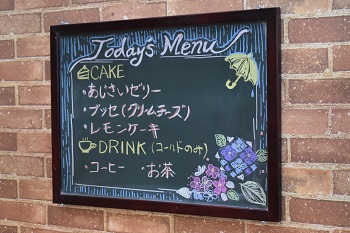 Today's Menu
CAKE
・あじさいゼリー
・ブッセ(クリームチーズ)
・レモンケーキ
DRINK(コールドのみ)
・コーヒー ・お茶